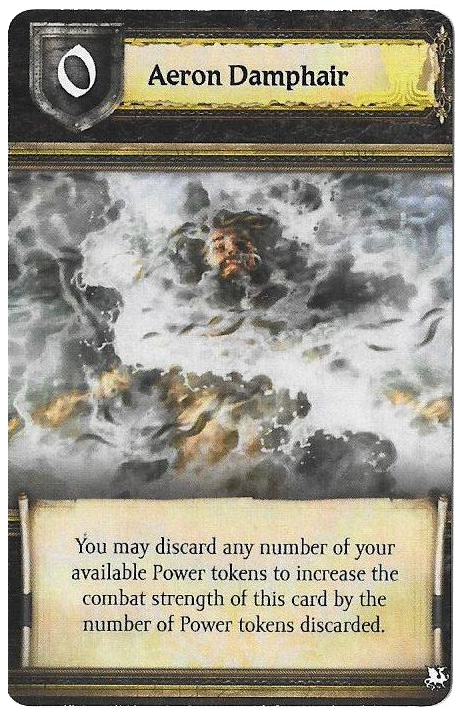 0
Aeron Damphair
You may discard any number of your
available Power tokens to increase the
combat strength of this card by the
number of Power tokens discarded.